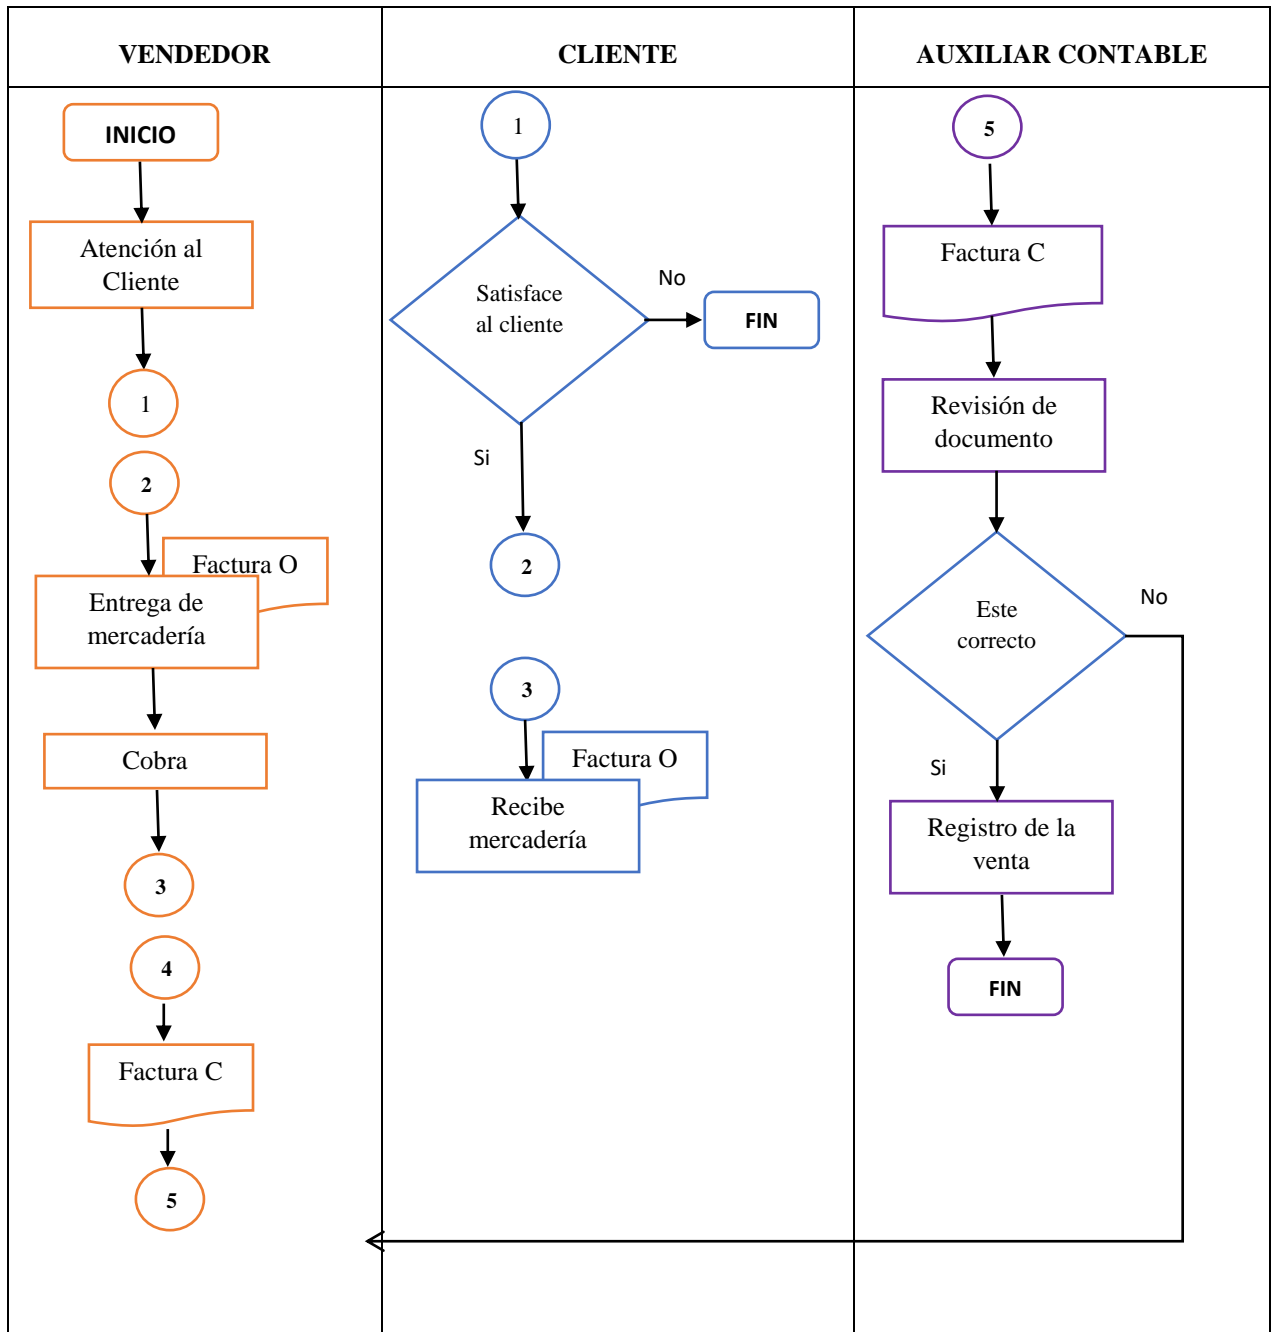 VENDEDOR
CLIENTE
AUXILIAR CONTABLE
INICIO
Atención al
Cliente
1
2
Factura O
Entrega de
mercadería
Cobra
3
4
Factura C
5
1
Satisface
al cliente
No
FIN
Si
2
3
Factura O
Recibe
mercadería
5
Factura C
Revisión de
documento
Este
correcto
No
Si
Registro de la
venta
FIN